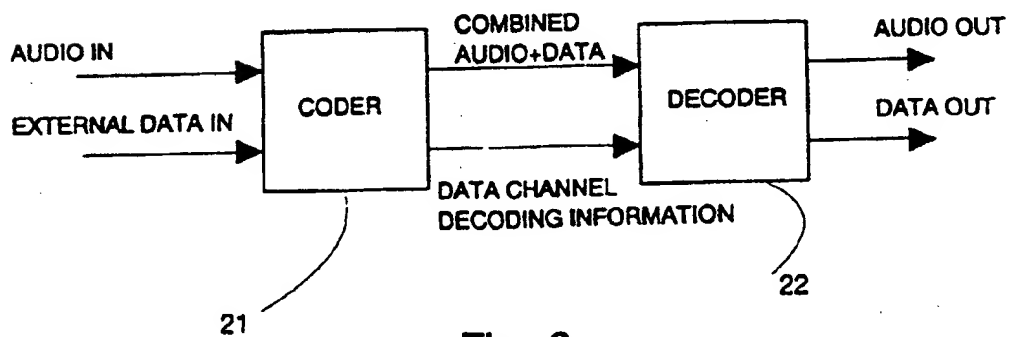 COMBINED
AUDIO+DATA
AUDIO IN
AUDIO OUT
CODER
DECODER
EXTERNAL DATA IN
DATA OUT
DATA CHANNEL
DECODING INFORMATION
21
22